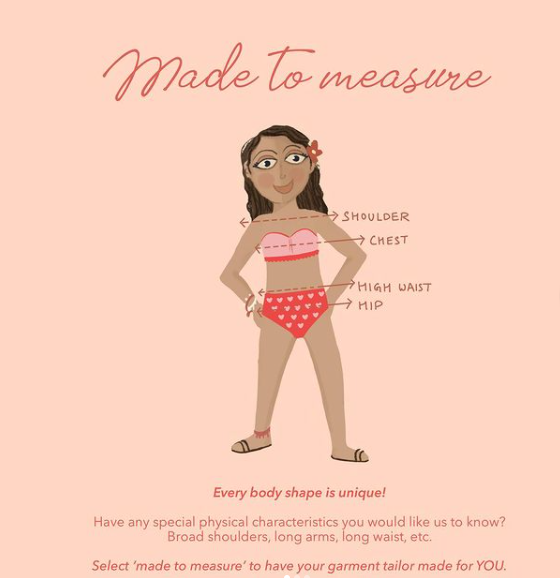 Made to measure
SHOULDER
CHEST
HIGH WAIST
HIP
Every body shape is unique!
Have any special physical characteristics you would like us to know?
Broad shoulders, long arms, long waist, etc.
Select ‘made to measure’ to have your garment tailor made for YOU.